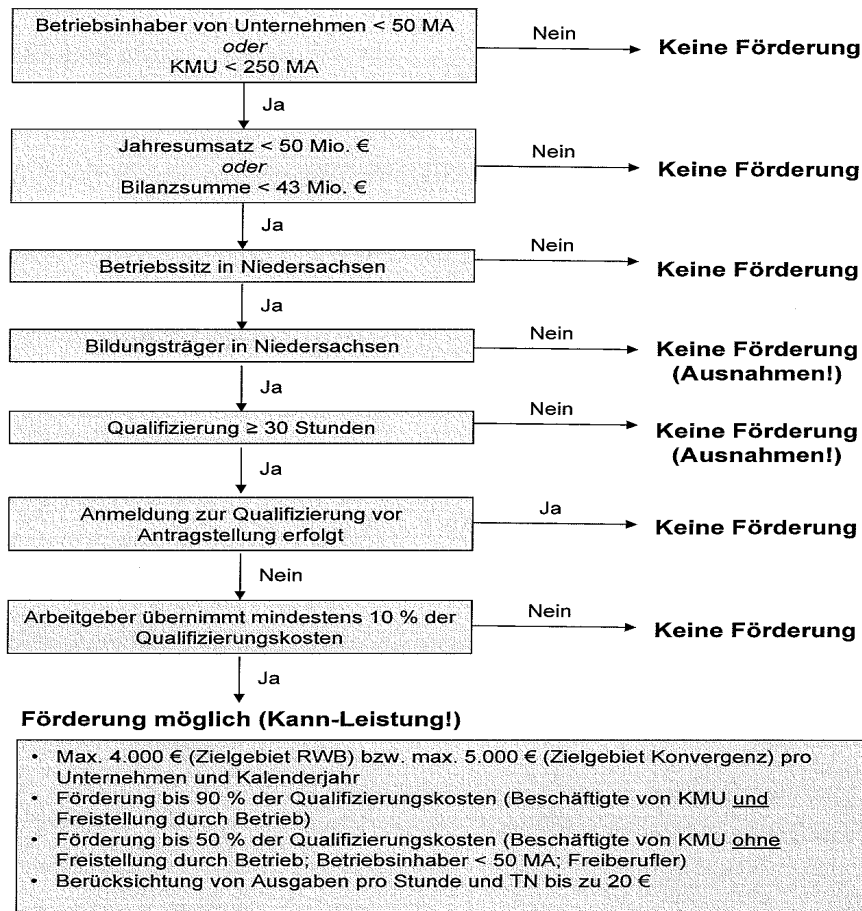 Betriebsinhaber von Unternehmen < 50 MA
oder
KMU < 250 MA
Nein
Keine Förderung
Ja
Jahresumsatz < 50 Mio. €
oder
Bilanzsumme < 43 Mio. €
Nein
Keine Förderung
Ja
Betriebssitz in Niedersachsen
Nein
Keine Förderung
Ja
Bildungsträger in Niedersachsen
Nein
Keine Förderung
(Ausnahmen!)
Ja
Qualifizierung ≥ 30 Stunden
Nein
Keine Förderung
(Ausnahmen!)
Ja
Anmeldung zur Qualifizierung vor
Antragstellung erfolgt
Ja
Keine Förderung
Nein
Arbeitgeber übernimmt mindestens 10 % der
Qualifizierungskosten
Nein
Keine Förderung
Ja
Förderung möglich (Kann-Leistung!)
• Max. 4.000 € (Zielgebiet RWB) bzw. max. 5.000 € (Zielgebiet Konvergenz) pro
Unternehmen und Kalenderjahr
• Förderung bis 90 % der Qualifizierungskosten (Beschäftigte von KMU und
Freistellung durch Betrieb)
• Förderung bis 50 % der Qualifizierungskosten (Beschäftigte von KMU ohne
Freistellung durch Betrieb; Betriebsinhaber < 50 MA; Freiberufler)
• Berücksichtung von Ausgaben pro Stunde und TN bis zu 20 €